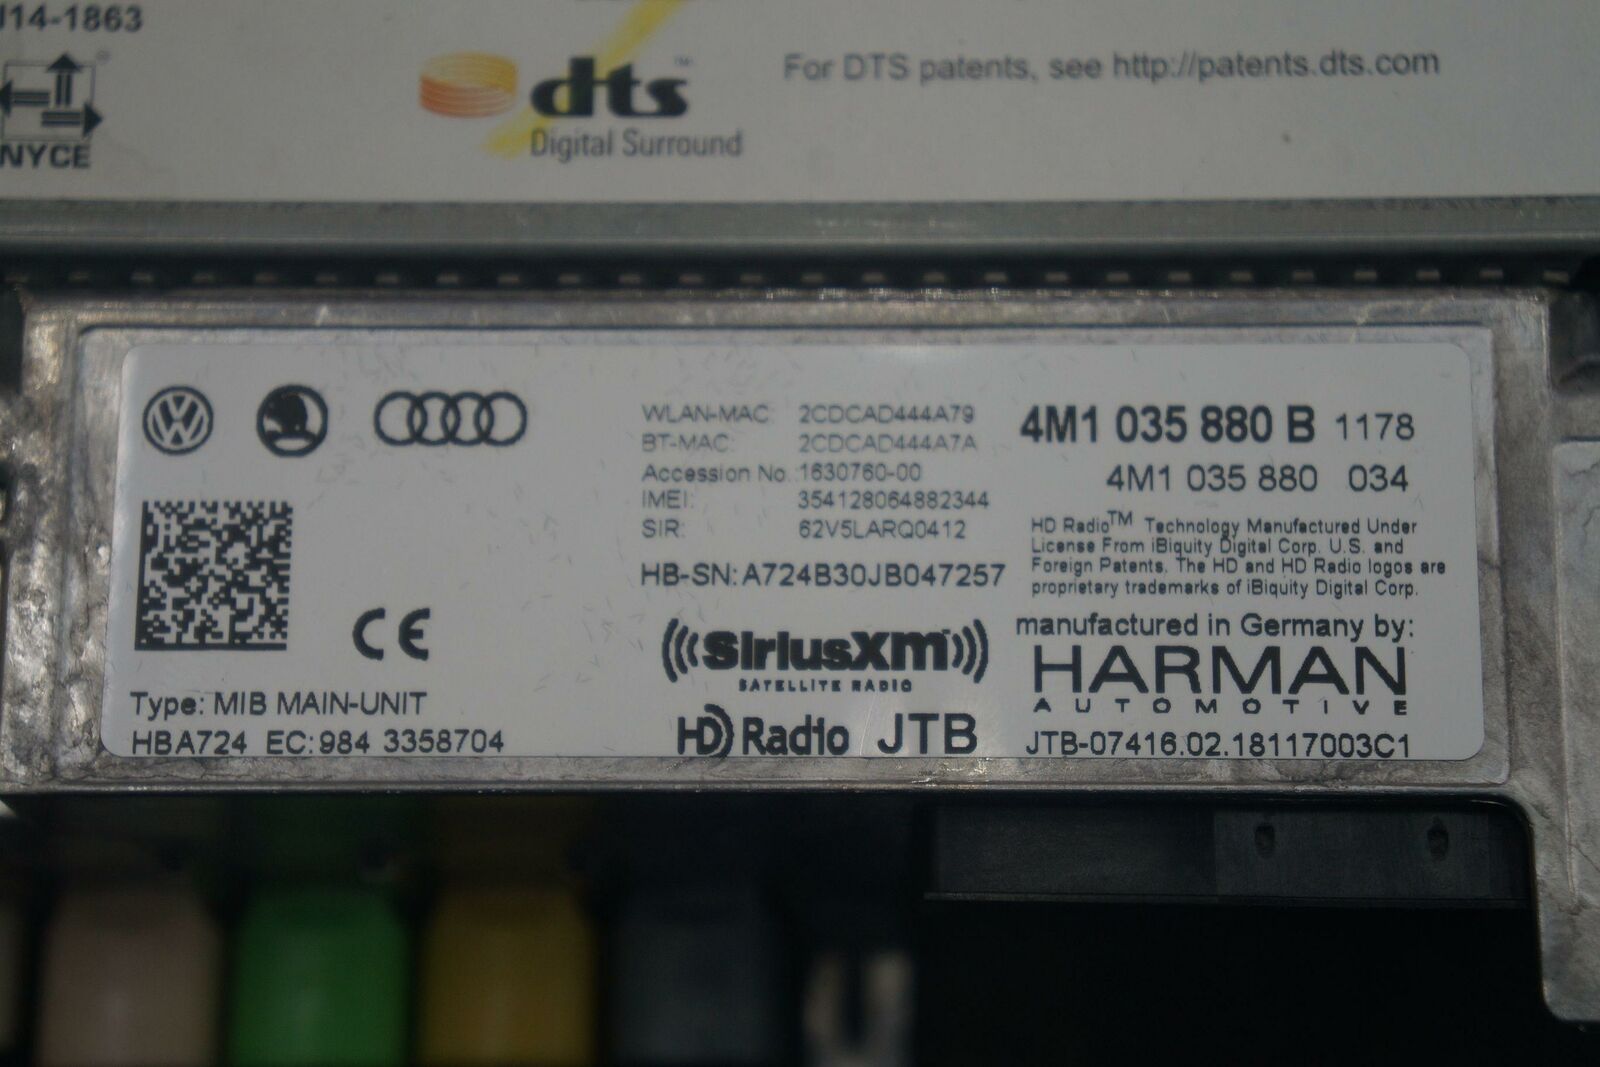 114-1863
NYCE
dts™
Digital Surround
For DTS patents, see http://patents.dts.com
WLAN-MAC: 2CDCAD444A79
BT-MAC: 2CDCAD444A7A
Accession No.:1630760-00
IMEI: 354128064882344
SIR: 62V5LARQ0412
HB-SN: A724B30JB047257
4M1 035 880 B 1178
4M1 035 880 034
HD Radio™ Technology Manufactured Under
License From iBiquity Digital Corp. U.S. and
Foreign Patents. The HD and HD Radio logos are
proprietary trademarks of iBiquity Digital Corp.
CE
SiriusXm
SATELLITE RADIO
manufactured in Germany by:
HARMAN
AUTOMOTIVE
Type: MIB MAIN-UNIT
HBA724 EC: 984 3358704
HD Radio JTB
JTB-07416.02.18117003C1